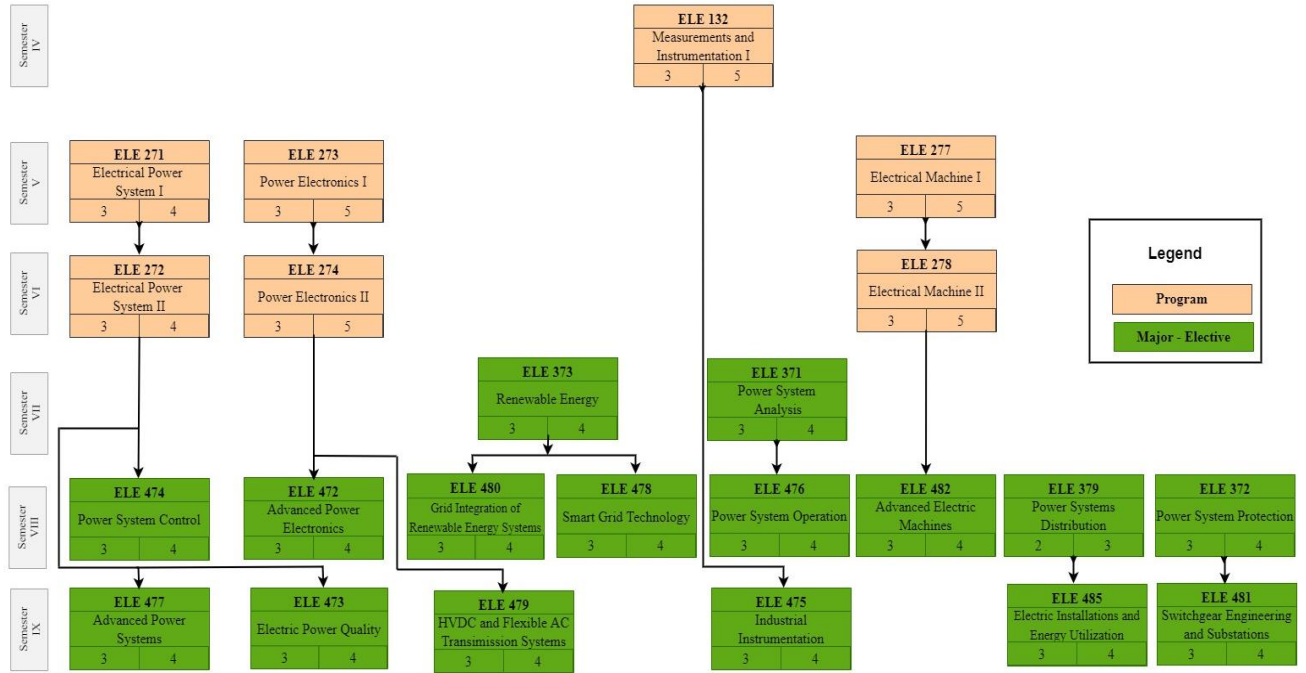 Semester
IV
ELE 132
Measurements and
Instrumentation I
3 5
Semester
V
ELE 271
Electrical Power
System I
3 4
ELE 273
Power Electronics I
3 5
ELE 277
Electrical Machine I
3 5
Semester
VI
ELE 272
Electrical Power
System II
3 4
ELE 274
Power Electronics II
3 5
ELE 278
Electrical Machine II
3 5
Legend
Program
Major - Elective
Semester
VII
ELE 373
Renewable Energy
3 4
ELE 371
Power System
Analysis
3 4
Semester
VIII
ELE 474
Power System Control
3 4
ELE 472
Advanced Power
Electronics
3 4
ELE 480
Grid Integration of
Renewable Energy Systems
3 4
ELE 478
Smart Grid Technology
3 4
ELE 476
Power System Operation
3 4
ELE 482
Advanced Electric
Machines
3 4
ELE 379
Power Systems
Distribution
2 3
ELE 372
Power System Protection
3 4
Semester
IX
ELE 477
Advanced Power
Systems
3 4
ELE 473
Electric Power Quality
3 4
ELE 479
HVDC and Flexible AC
Transimission Systems
3 4
ELE 475
Industrial
Instrumentation
3 4
ELE 485
Electric Installations and
Energy Utilization
3 4
ELE 481
Switchgear Engineering
and Substations
3 4